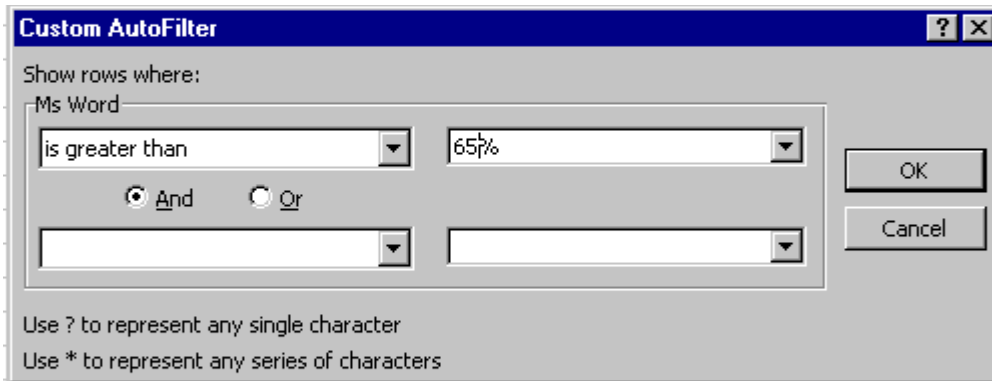 Custom AutoFilter
Show rows where:
Ms Word
is greater than 65%
And Or
OK
Cancel
Use ? to represent any single character
Use * to represent any series of characters